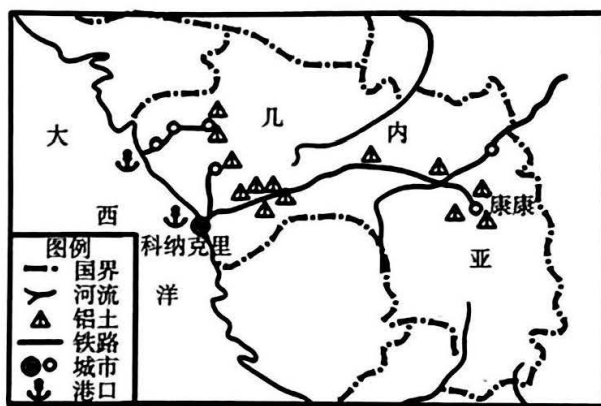 大
西
洋
几
内
亚
科纳克里
康康
图例
国界
河流
铝土
铁路
城市
港口